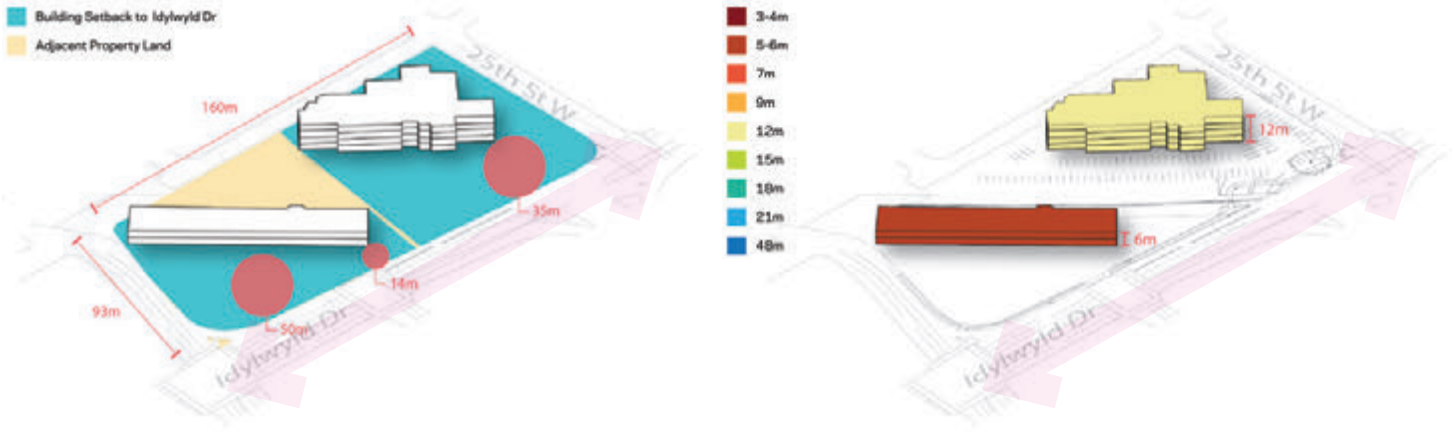 Building Setback to Idylwyld Dr
Adjacent Property Land
160m
25th St W
35m
14m
50m
93m
Idylwyld Dr
3-4m
5-6m
7m
9m
12m
15m
18m
21m
48m
25th St W
12m
6m
Idylwyld Dr